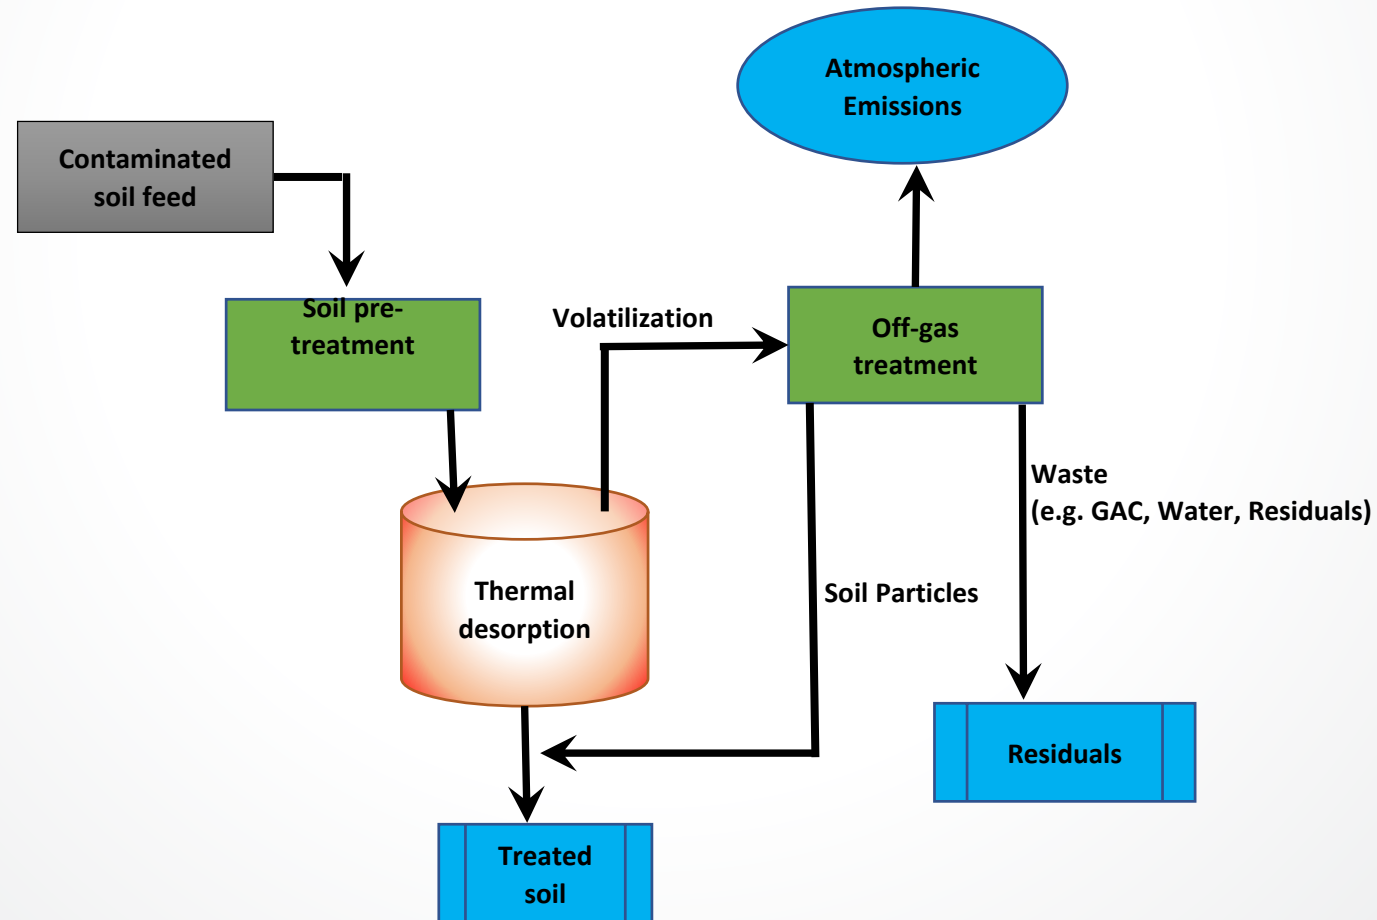 Atmospheric
Emissions
Contaminated
soil feed
Soil pre-
treatment
Volatilization
Off-gas
treatment
Waste
(e.g. GAC, Water, Residuals)
Thermal
desorption
Soil Particles
Residuals
Treated
soil